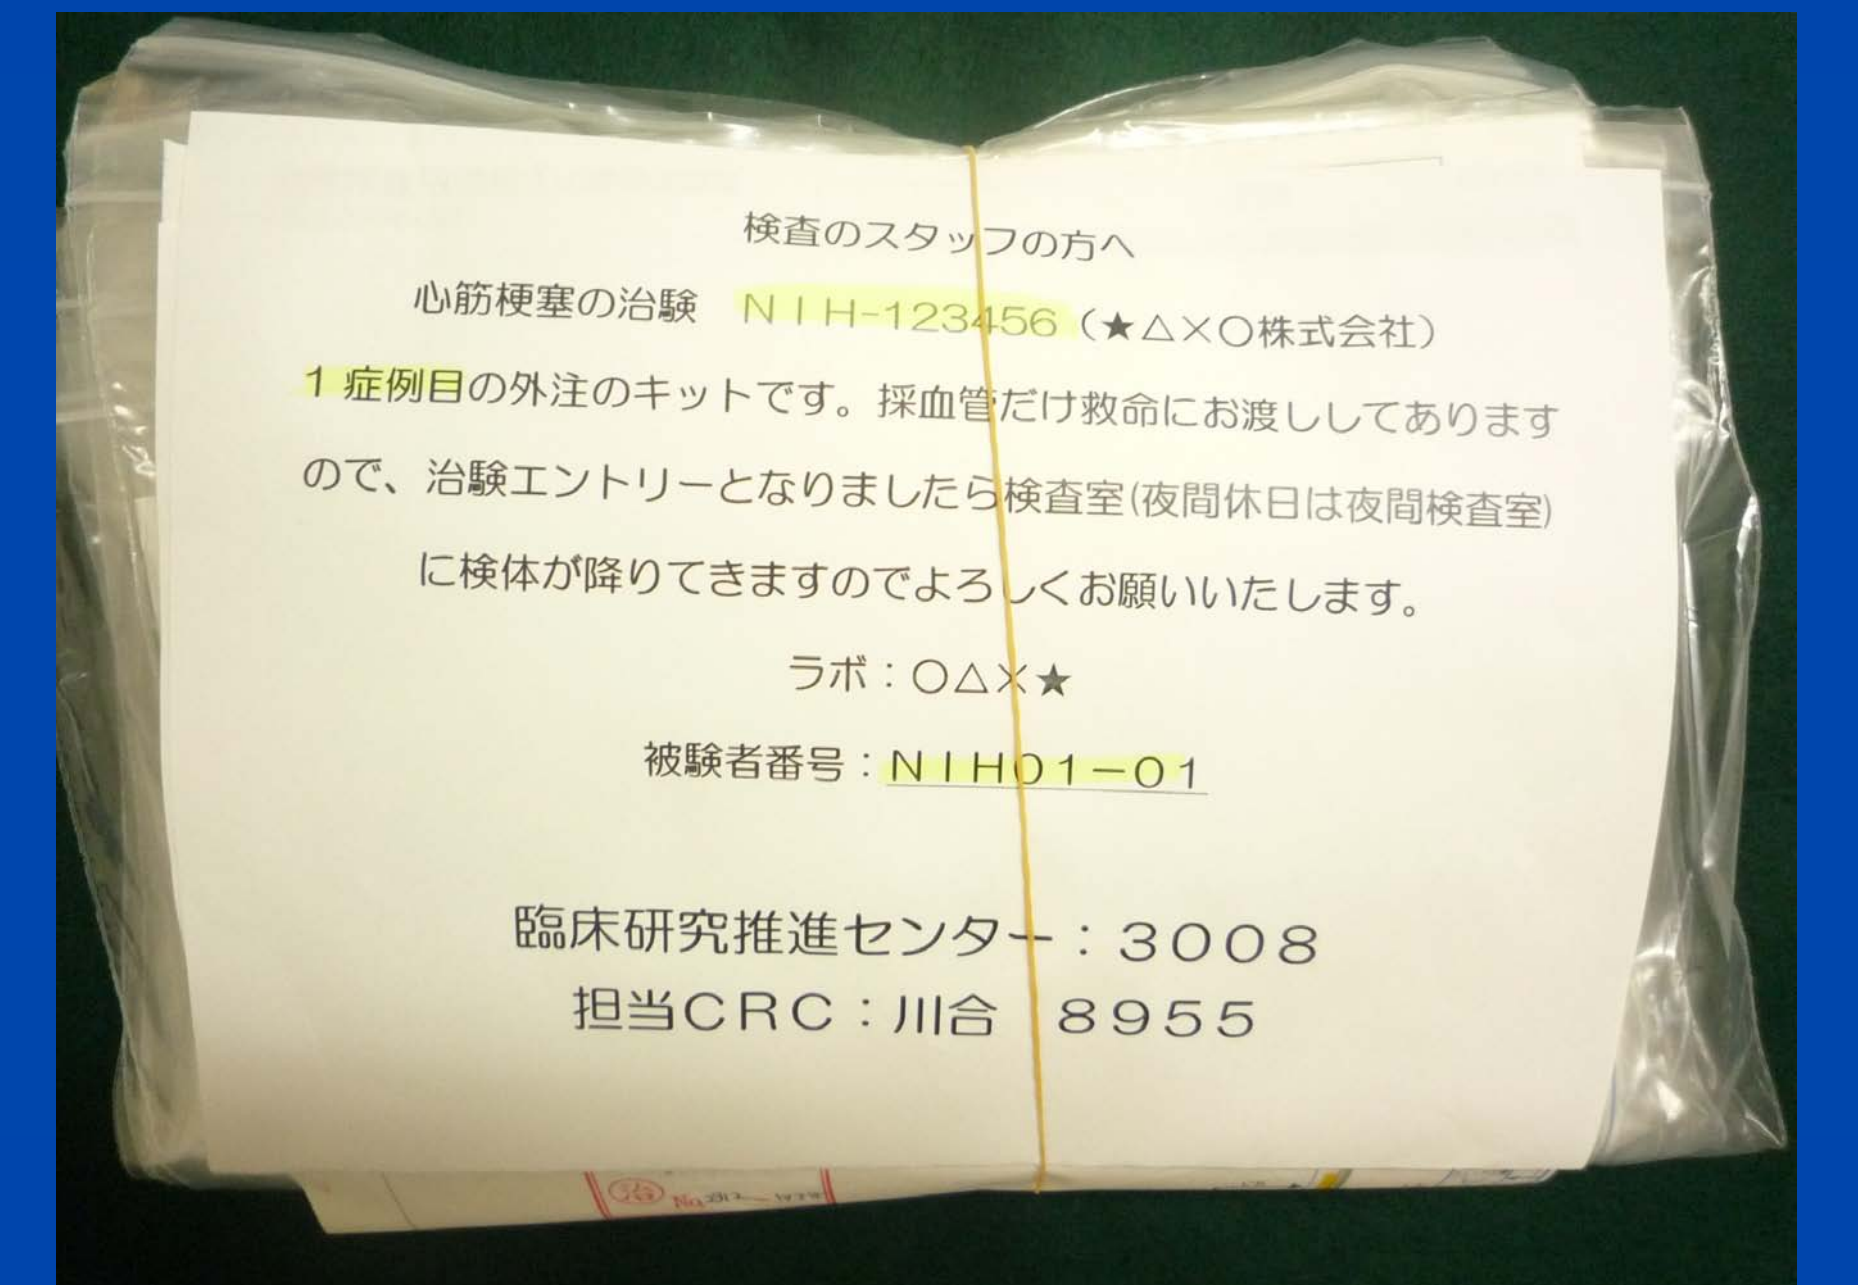 検査のスタッフの方へ
心筋梗塞の治験　ＮＩＨ-123456（★△×○株式会社）
1 症例目の外注のキットです。採血管だけ救命にお渡ししてあります
ので、治験エントリーとなりましたら検査室(夜間休日は夜間検査室)
に検体が降りてきますのでよろしくお願いいたします。
ラボ：○△×★
被験者番号：ＮＩＨ０１－０１
臨床研究推進センター：３００８
担当ＣＲＣ：川合　８９５５
治 No.